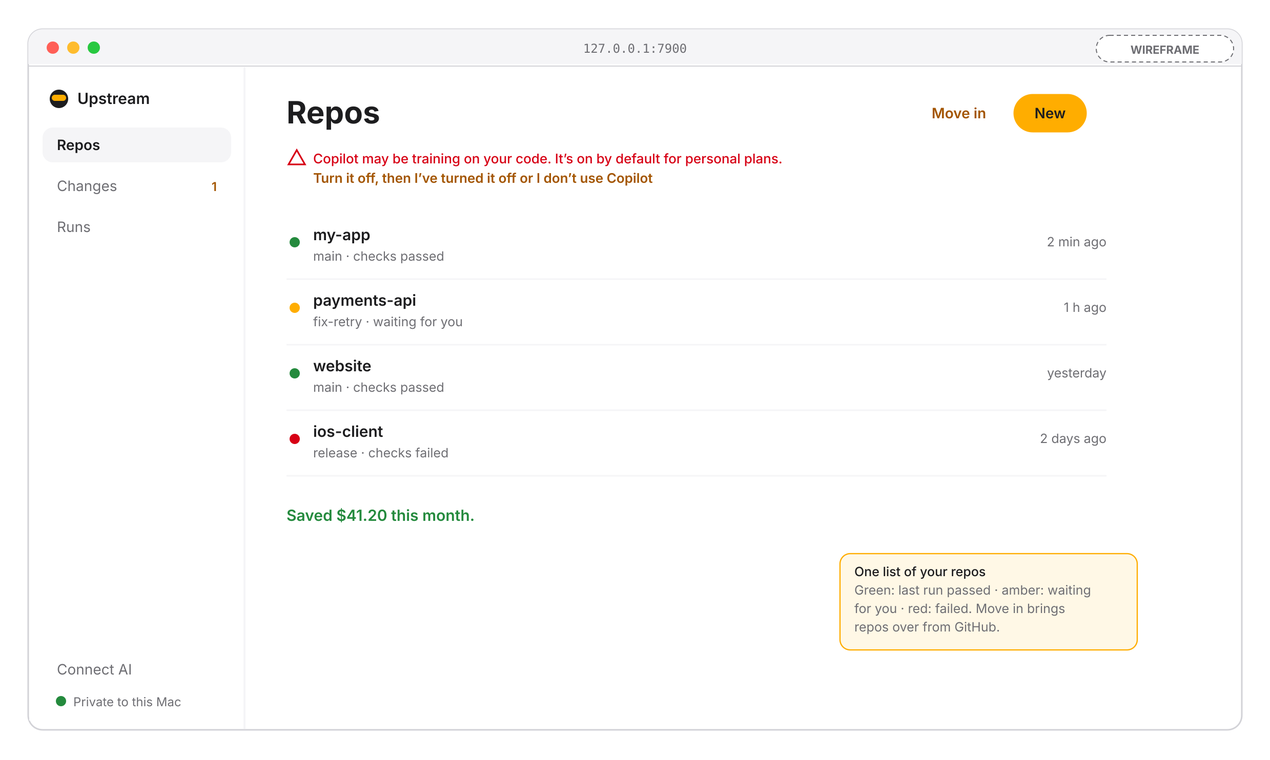 127.0.0.1:7900
WIREFRAME
Upstream
Repos
Changes
1
Runs
Connect AI
Private to this Mac
Repos
Move in
New
Copilot may be training on your code. It’s on by default for personal plans.
Turn it off, then I’ve turned it off or I don’t use Copilot
my-app
main · checks passed
2 min ago
payments-api
fix-retry · waiting for you
1 h ago
website
main · checks passed
yesterday
ios-client
release · checks failed
2 days ago
Saved $41.20 this month.
One list of your repos
Green: last run passed · amber: waiting
for you · red: failed. Move in brings
repos over from GitHub.